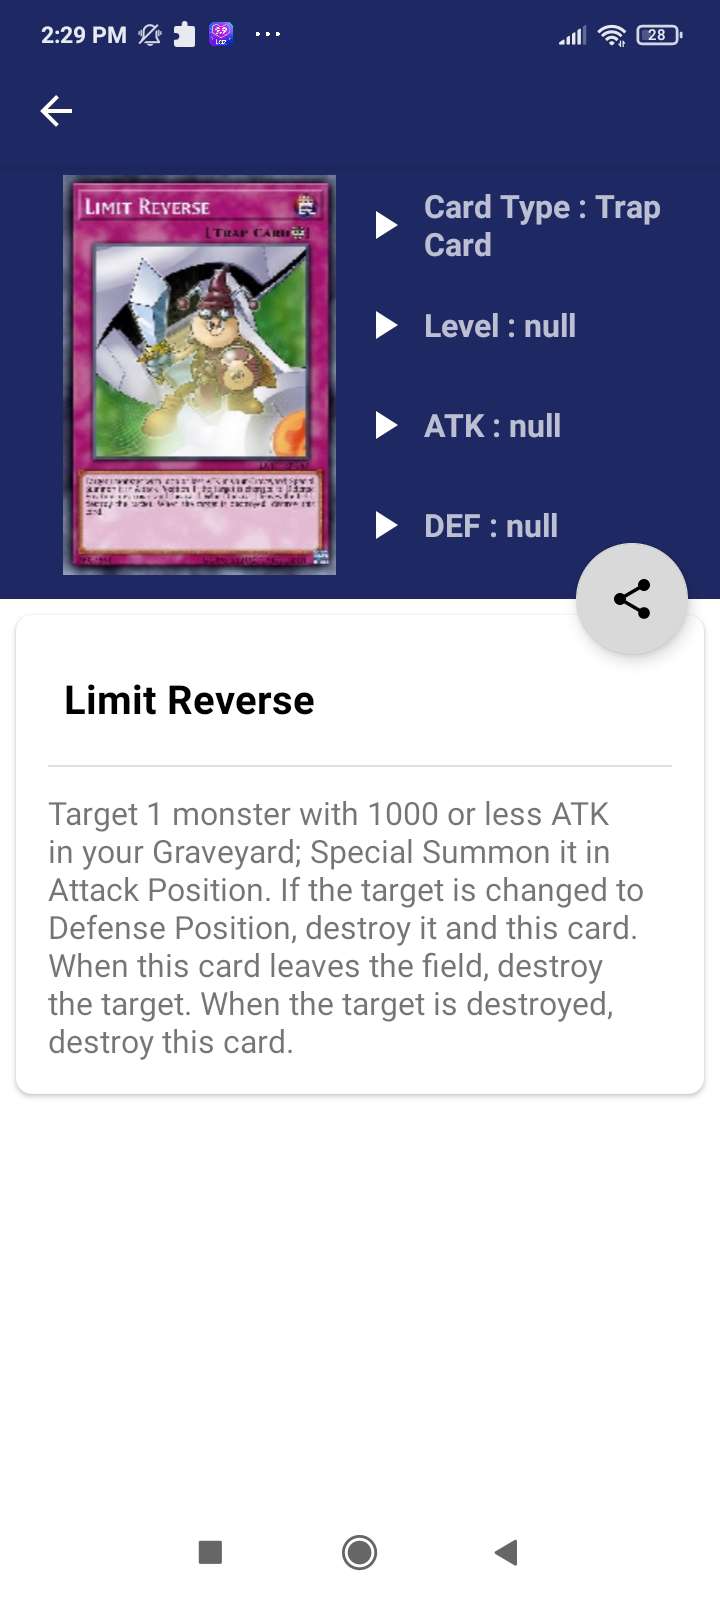 2:29 PM
28
LIMIT REVERSE
[TRAP CARD]
Card Type : Trap
Card
Level : null
ATK : null
DEF : null
Limit Reverse
Target 1 monster with 1000 or less ATK
in your Graveyard; Special Summon it in
Attack Position. If the target is changed to
Defense Position, destroy it and this card.
When this card leaves the field, destroy
the target. When the target is destroyed,
destroy this card.